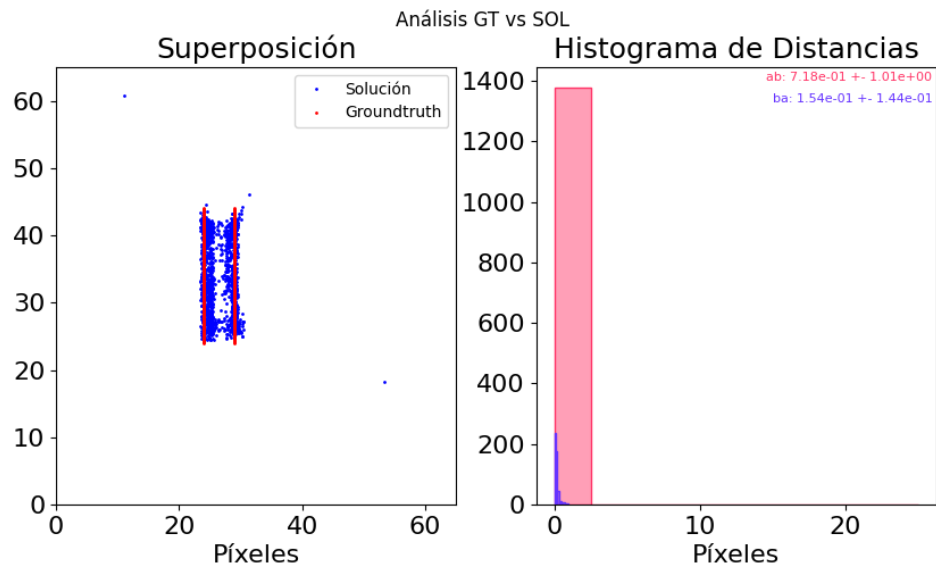 Análisis GT vs SOL
Superposición
Solución
Groundtruth
60
50
40
30
20
10
0
0 20 40 60
Píxeles
Histograma de Distancias
ab: 7.18e-01 +- 1.01e+00
ba: 1.54e-01 +- 1.44e-01
1400
1200
1000
800
600
400
200
0
0 10 20
Píxeles